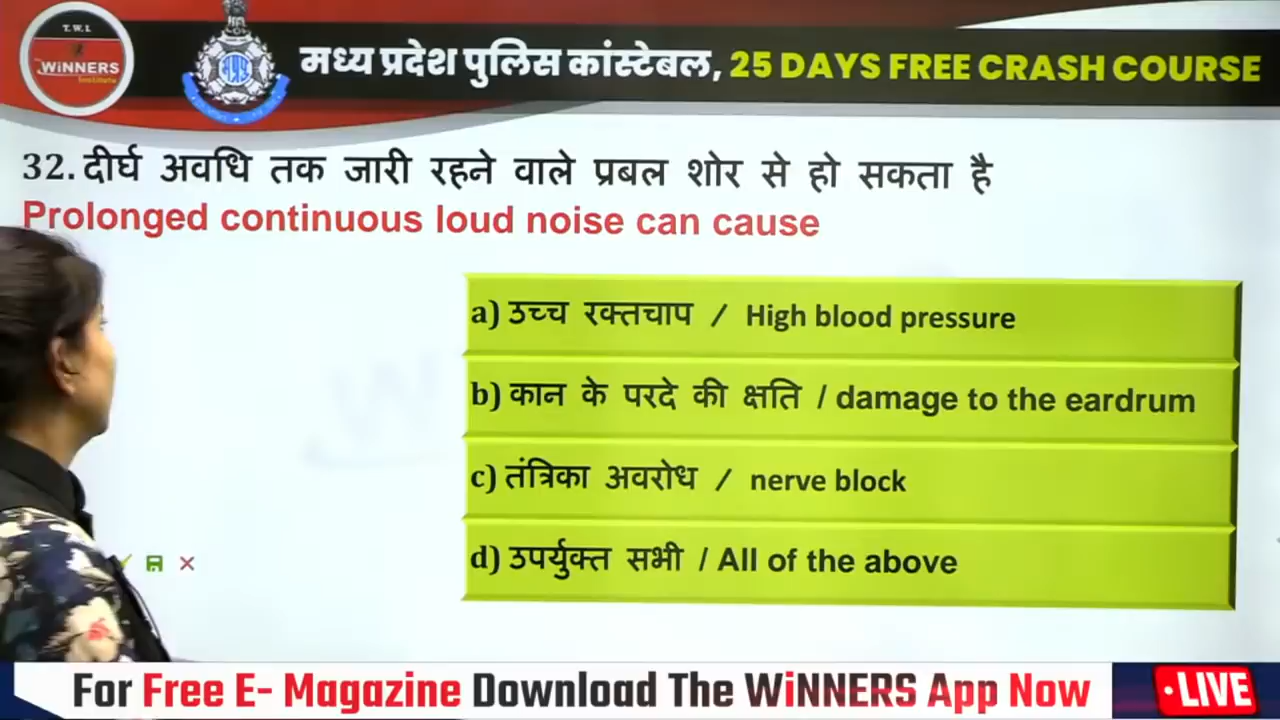 T.W.I.
WiNNERS
Institute
मध्य प्रदेश पुलिस कांस्टेबल, 25 DAYS FREE CRASH COURSE
32. दीर्घ अवधि तक जारी रहने वाले प्रबल शोर से हो सकता है
Prolonged continuous loud noise can cause
a) उच्च रक्तचाप / High blood pressure
b) कान के परदे की क्षति / damage to the eardrum
c) तंत्रिका अवरोध / nerve block
d) उपर्युक्त सभी / All of the above
For Free E- Magazine Download The WiNNERS App Now
LIVE